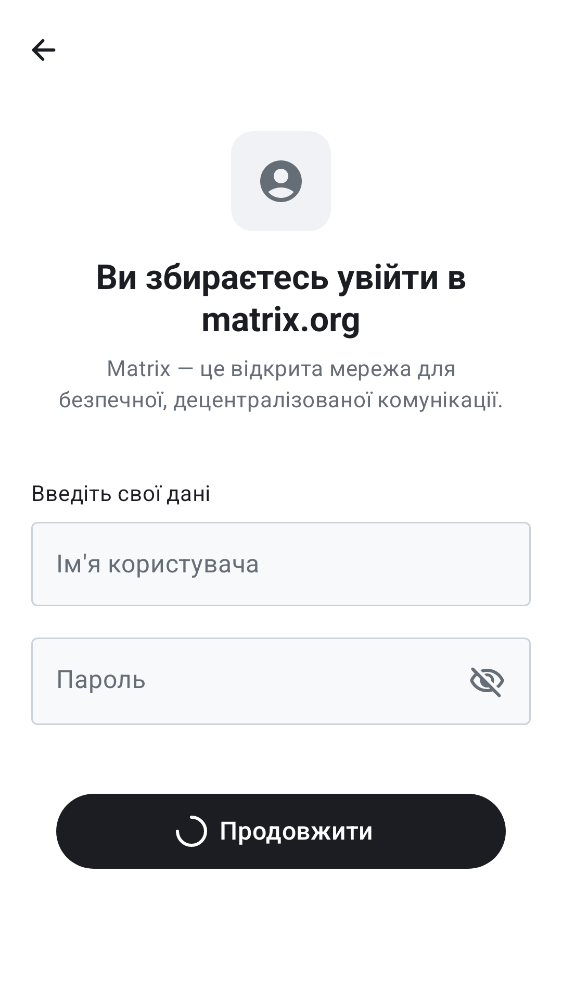 Ви збираєтесь увійти в
matrix.org
Matrix — це відкрита мережа для
безпечної, децентралізованої комунікації.
Введіть свої дані
Ім'я користувача
Пароль
Продовжити